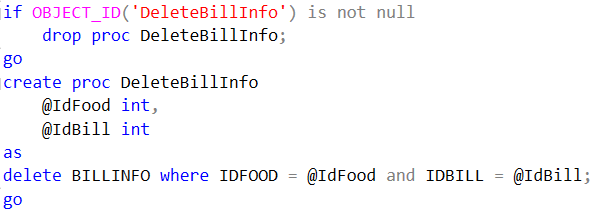 if OBJECT_ID('DeleteBillInfo') is not null
    drop proc DeleteBillInfo;
go
create proc DeleteBillInfo
    @IdFood int,
    @IdBill int
as
delete BILLINFO where IDFOOD = @IdFood and IDBILL = @IdBill;
go